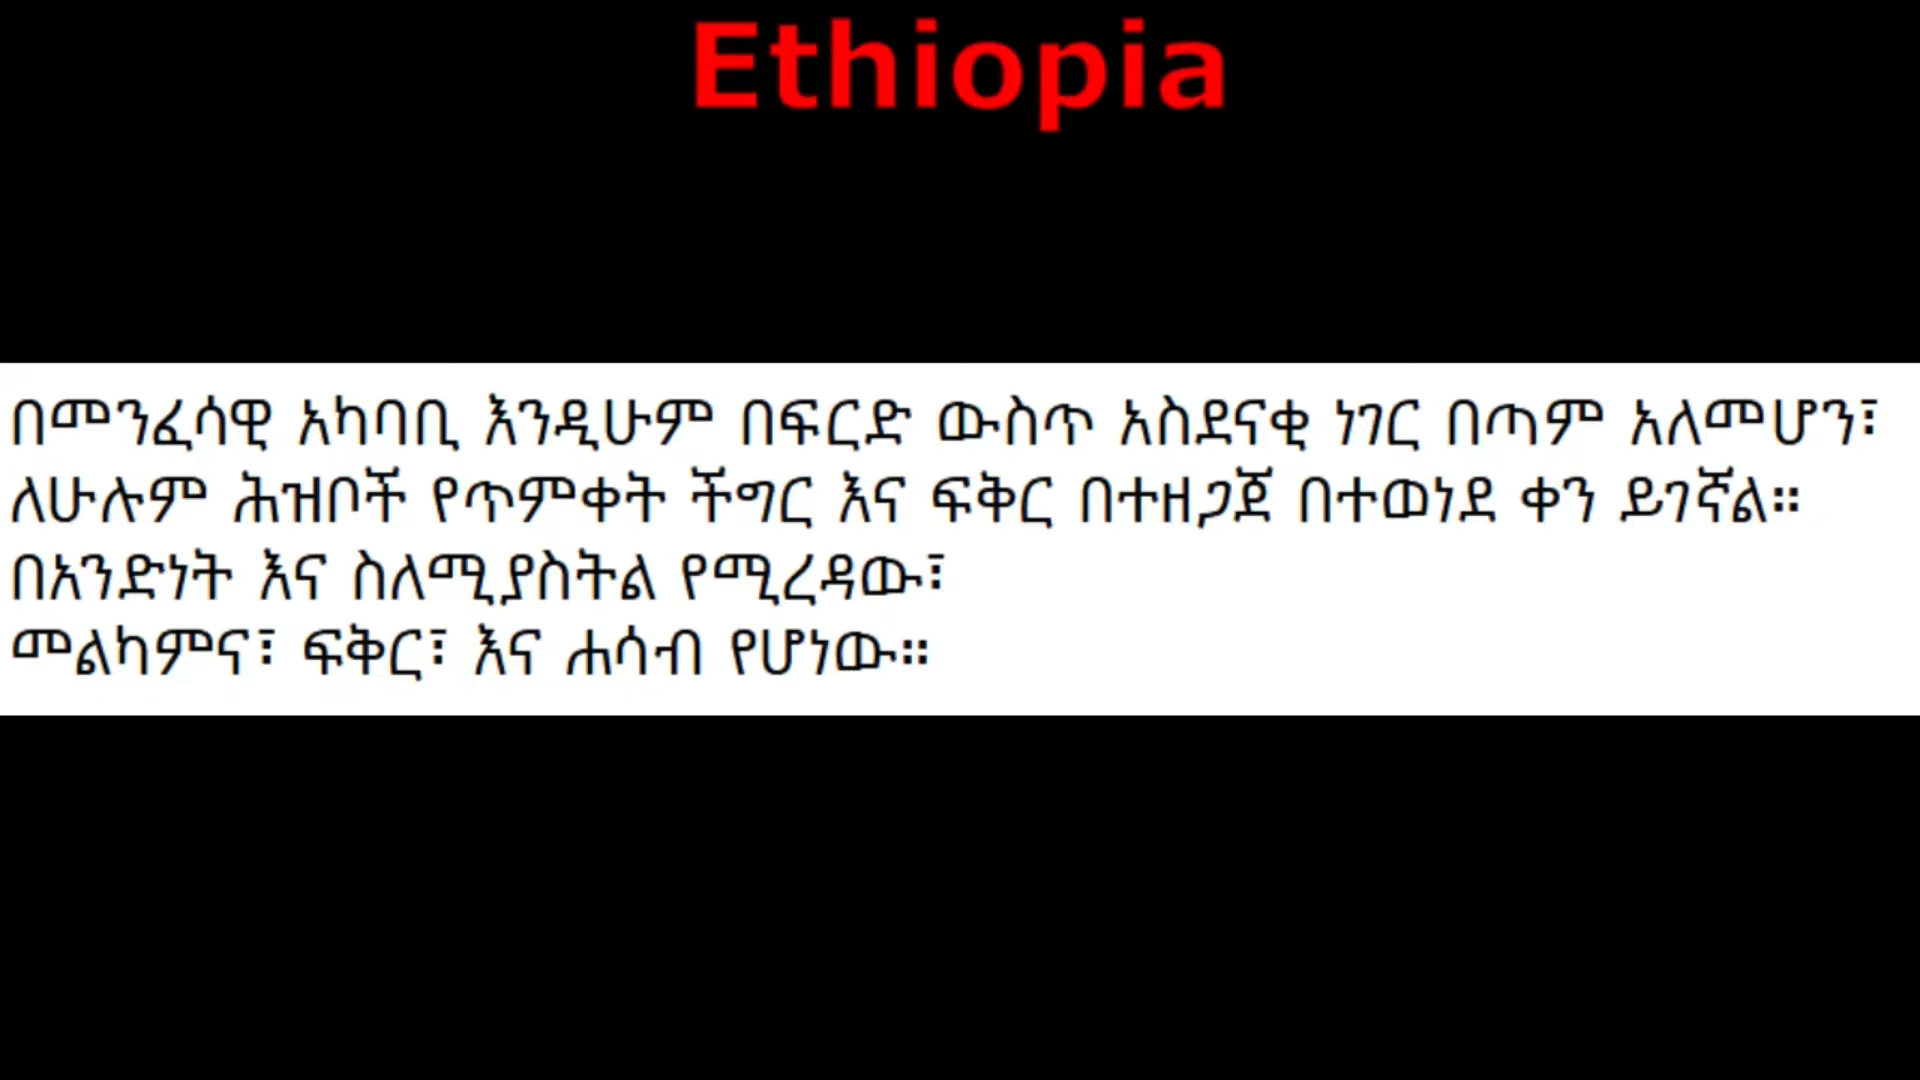 Ethiopia
በመንፈሳዊ አካባቢ እንዲሁም በፍርድ ውስጥ አስደናቂ ነገር በጣም አለመሆን፣
ለሁሉም ሕዝቦች የጥምቀት ችግር እና ፍቅር በተዘጋጀ በተወነደ ቀን ይገኛል።
በአንድነት እና ስለሚያስትል የሚረዳው፣
መልካምና፣ ፍቅር፣ እና ሐሳብ የሆነው።